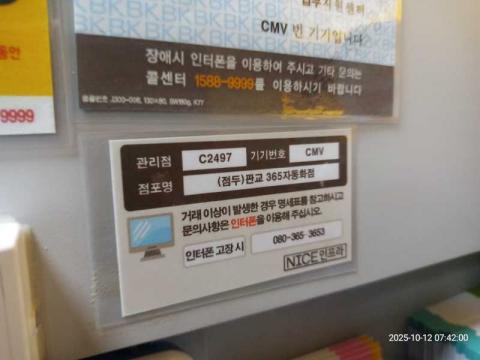 CMV 번 기기입니다
장애시 인터폰을 이용하여 주시고 기타 문의는
콜센터 1588-9999를 이용하시기 바랍니다
9999
관리점 C2497 기기번호 CMV
점포명 (점두)판교 365자동화점
거래 이상이 발생한 경우 명세표를 참고하시고
문의사항은 인터폰을 이용해 주십시오.
인터폰 고장 시 080-365-3653
NICE인프라
2025-10-12 07:42:00